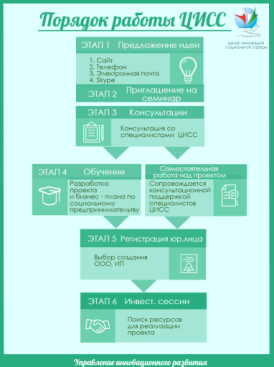 Порядок работы ЦИСС
Центр инноваций
социальной сферы
ЭТАП 1 Предложение идеи
1. Сайт
2. Телефон
3. Электронная почта
4. Skype
ЭТАП 2 Приглашение на
семинар
ЭТАП 3 Консультации
Консультация со
специалистами ЦИСС
ЭТАП 4 Обучение
Разработка
проекта
и бизнес - плана по
социальному
предпринимательству
Самостоятельная
работа над проектом
Сопровождается
консультационной
поддержкой
специалистов
ЦИСС
ЭТАП 5 Регистрация юр.лица
Выбор создания
ООО, ИП
ЭТАП 6 Инвест. сессии
Поиск ресурсов
для реализации
проекта
Управление инновационного развития